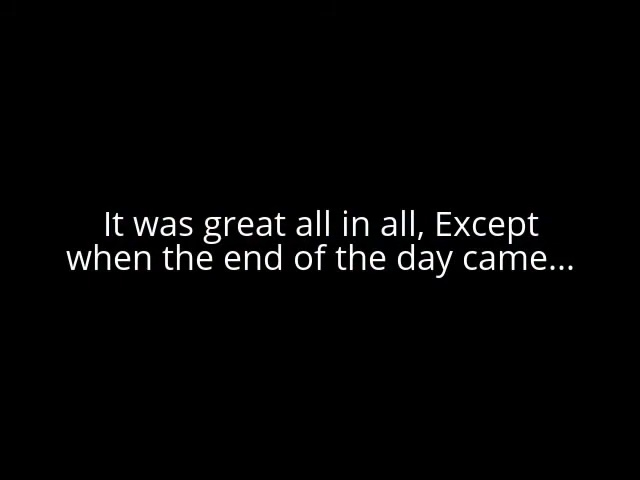 It was great all in all, Except
when the end of the day came...